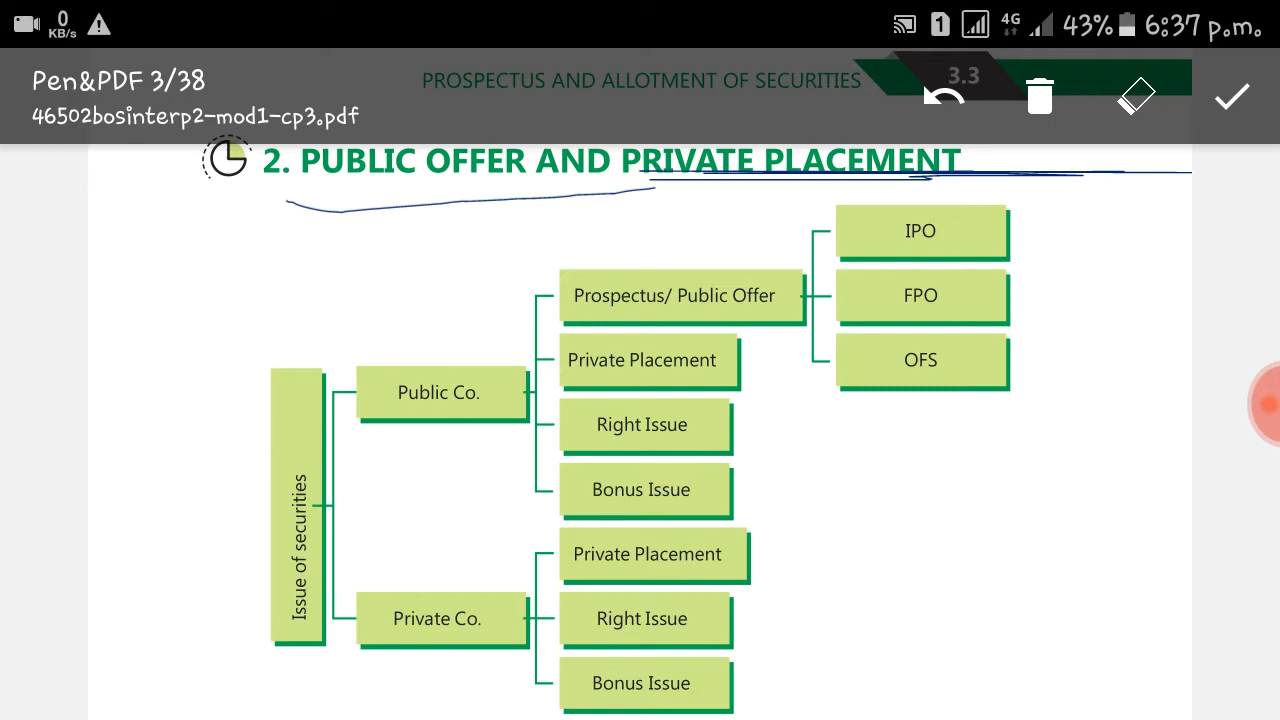 0
KB/s
1
4G
43%
6:37 p.m.
Pen&PDF 3/38
46502bosinterp2-mod1-cp3.pdf
PROSPECTUS AND ALLOTMENT OF SECURITIES
3.3
2. PUBLIC OFFER AND PRIVATE PLACEMENT
Issue of securities
Public Co.
Prospectus/ Public Offer
IPO
FPO
OFS
Private Placement
Right Issue
Bonus Issue
Private Co.
Private Placement
Right Issue
Bonus Issue